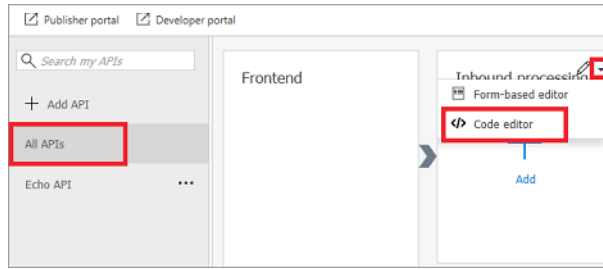 Publisher portal Developer portal
Search my APIs
Add API
All APIs
Echo API
Frontend
Inbound processing
Form-based editor
Code editor
Add